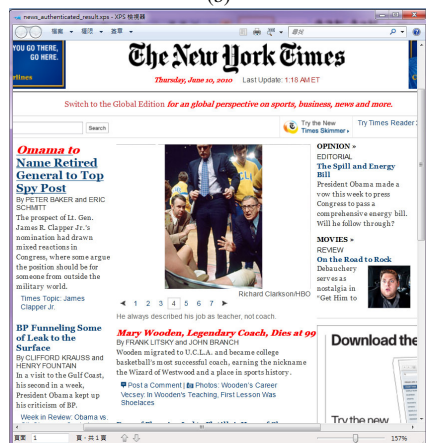 (b)
news_authenticated_result.xps - XPS 檢視器
檔案 權限 簽章 尋找
YOU GO THERE,
GO HERE.
rlines
The New York Times
Thursday, June 10, 2010 Last Update: 1:18 AM ET
Switch to the Global Edition for an global perspective on sports, business, news and more.
Search
Try the New
Times Skimmer
Try Times Reader
Omama to
Name Retired
General to Top
Spy Post
By PETER BAKER and ERIC
SCHMITT
The prospect of Lt. Gen.
James R. Clapper Jr.'s
nomination had drawn
mixed reactions in
Congress, where some argue
the position should be for
someone from outside the
military world.
Times Topic: James
Clapper Jr.
BP Funneling Some
of Leak to the
Surface
By CLIFFORD KRAUSS and
HENRY FOUNTAIN
In a visit to the Gulf Coast,
his second in a week,
President Obama kept up
his criticism of BP.
Week in Review: Obama vs.
Richard Clarkson/HBO
1 2 3 4 5 6 7
He always described his job as teacher, not coach.
Mary Wooden, Legendary Coach, Dies at 99
By FRANK LITSKY and JOHN BRANCH
Wooden migrated to U.C.L.A. and became college
basketball's most successful coach, earning the nickname
the Wizard of Westwood and a place in sports history.
Post a Comment | Photos: Wooden's Career
Vecsey: In Wooden's Teaching, First Lesson Was
Shoelaces
OPINION »
EDITORIAL
The Spill and Energy
Bill
President Obama made a
vow this week to press
Congress to pass a
comprehensive energy bill.
Will he follow through?
MOVIES »
REVIEW
On the Road to Rock
Debauchery
serves as
nostalgia in
"Get Him to
Download the
Try the new
頁面 1 頁，共 1 頁 157%